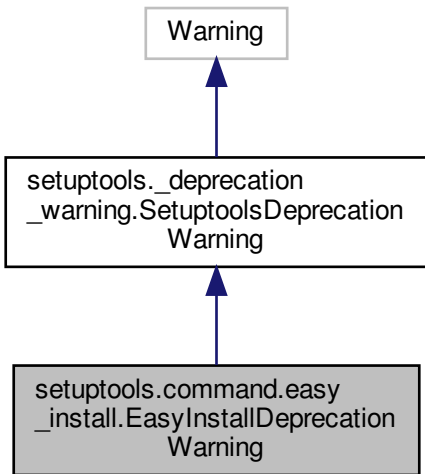 Warning
setuptools._deprecation
_warning.SetuptoolsDeprecation
Warning
setuptools.command.easy
_install.EasyInstallDeprecation
Warning